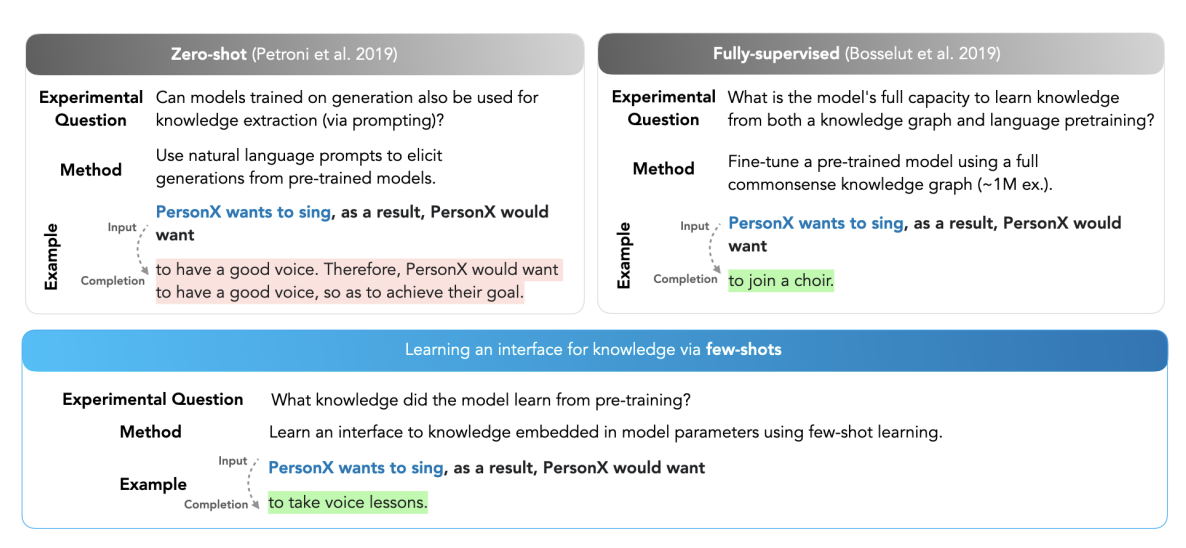 Zero-shot (Petroni et al. 2019)
Experimental Question
Can models trained on generation also be used for
knowledge extraction (via prompting)?
Method
Use natural language prompts to elicit
generations from pre-trained models.
Example
Input
PersonX wants to sing, as a result, PersonX would
want
Completion
to have a good voice. Therefore, PersonX would want
to have a good voice, so as to achieve their goal.
Fully-supervised (Bosselut et al. 2019)
Experimental Question
What is the model's full capacity to learn knowledge
from both a knowledge graph and language pretraining?
Method
Fine-tune a pre-trained model using a full
commonsense knowledge graph (~1M ex.).
Example
Input
PersonX wants to sing, as a result, PersonX would
want
Completion
to join a choir.
Learning an interface for knowledge via few-shots
Experimental Question
What knowledge did the model learn from pre-training?
Method
Learn an interface to knowledge embedded in model parameters using few-shot learning.
Example
Input
PersonX wants to sing, as a result, PersonX would want
Completion
to take voice lessons.